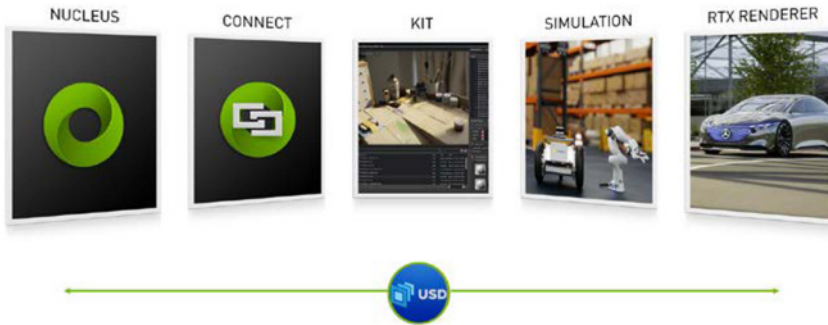 NUCLEUS
CONNECT
KIT
SIMULATION
RTX RENDERER
USD